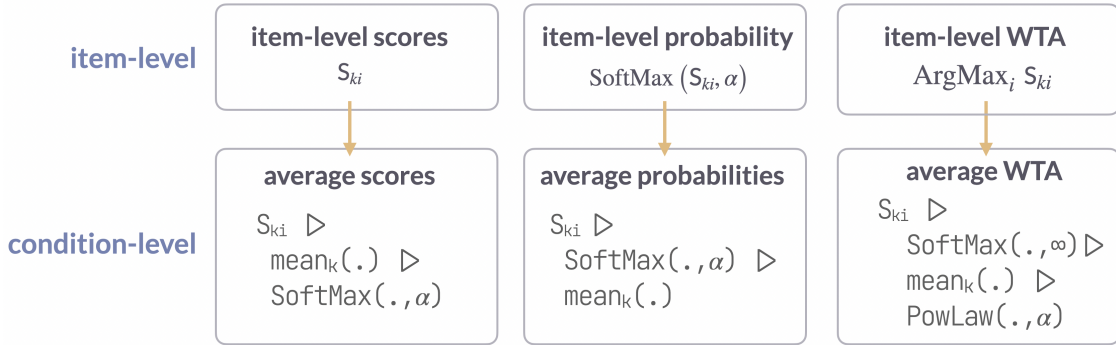 item-level
item-level scores
S_ki
item-level probability
SoftMax (S_ki, α)
item-level WTA
ArgMax_i S_ki
condition-level
average scores
S_ki ▷
mean_k(.) ▷
SoftMax(.,α)
average probabilities
S_ki ▷
SoftMax(.,α) ▷
mean_k(.)
average WTA
S_ki ▷
SoftMax(.,∞) ▷
mean_k(.) ▷
PowLaw(.,α)